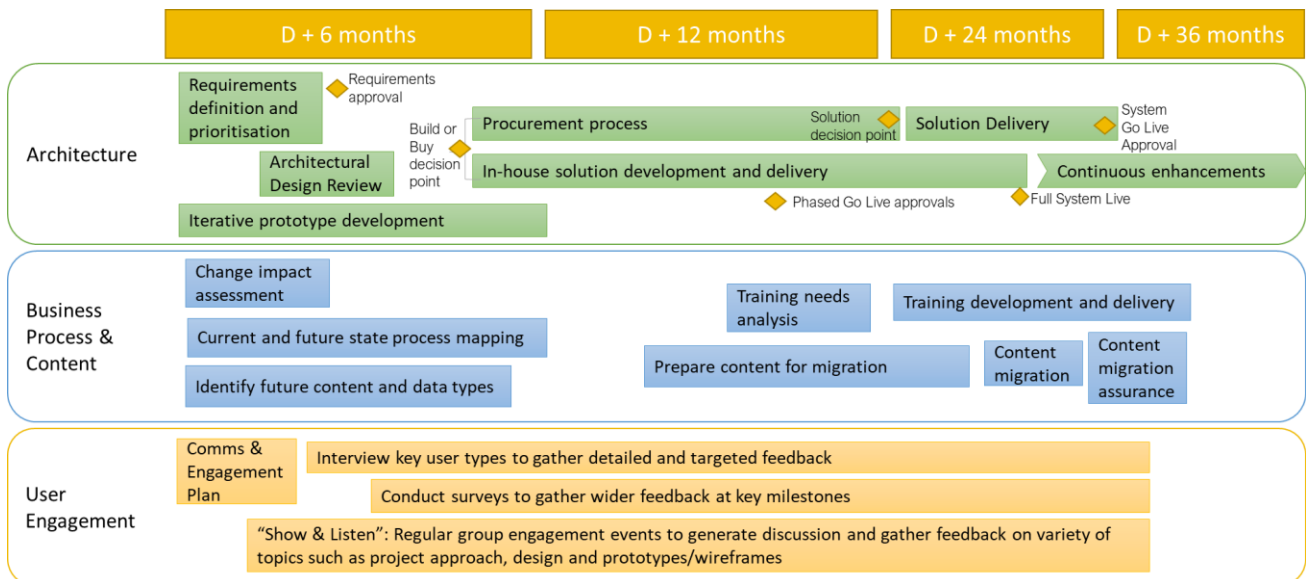 D + 6 months
D + 12 months
D + 24 months
D + 36 months
Architecture
Requirements
definition and
prioritisation
Requirements
approval
Architectural
Design Review
Iterative prototype development
Build or
Buy
decision
point
Procurement process
Solution
decision point
Solution Delivery
System
Go Live
Approval
In-house solution development and delivery
Continuous enhancements
Phased Go Live approvals
Full System Live
Business
Process &
Content
Change impact
assessment
Current and future state process mapping
Identify future content and data types
Training needs
analysis
Training development and delivery
Prepare content for migration
Content
migration
Content
migration
assurance
User
Engagement
Comms &
Engagement
Plan
Interview key user types to gather detailed and targeted feedback
Conduct surveys to gather wider feedback at key milestones
“Show & Listen”: Regular group engagement events to generate discussion and gather feedback on variety of
topics such as project approach, design and prototypes/wireframes